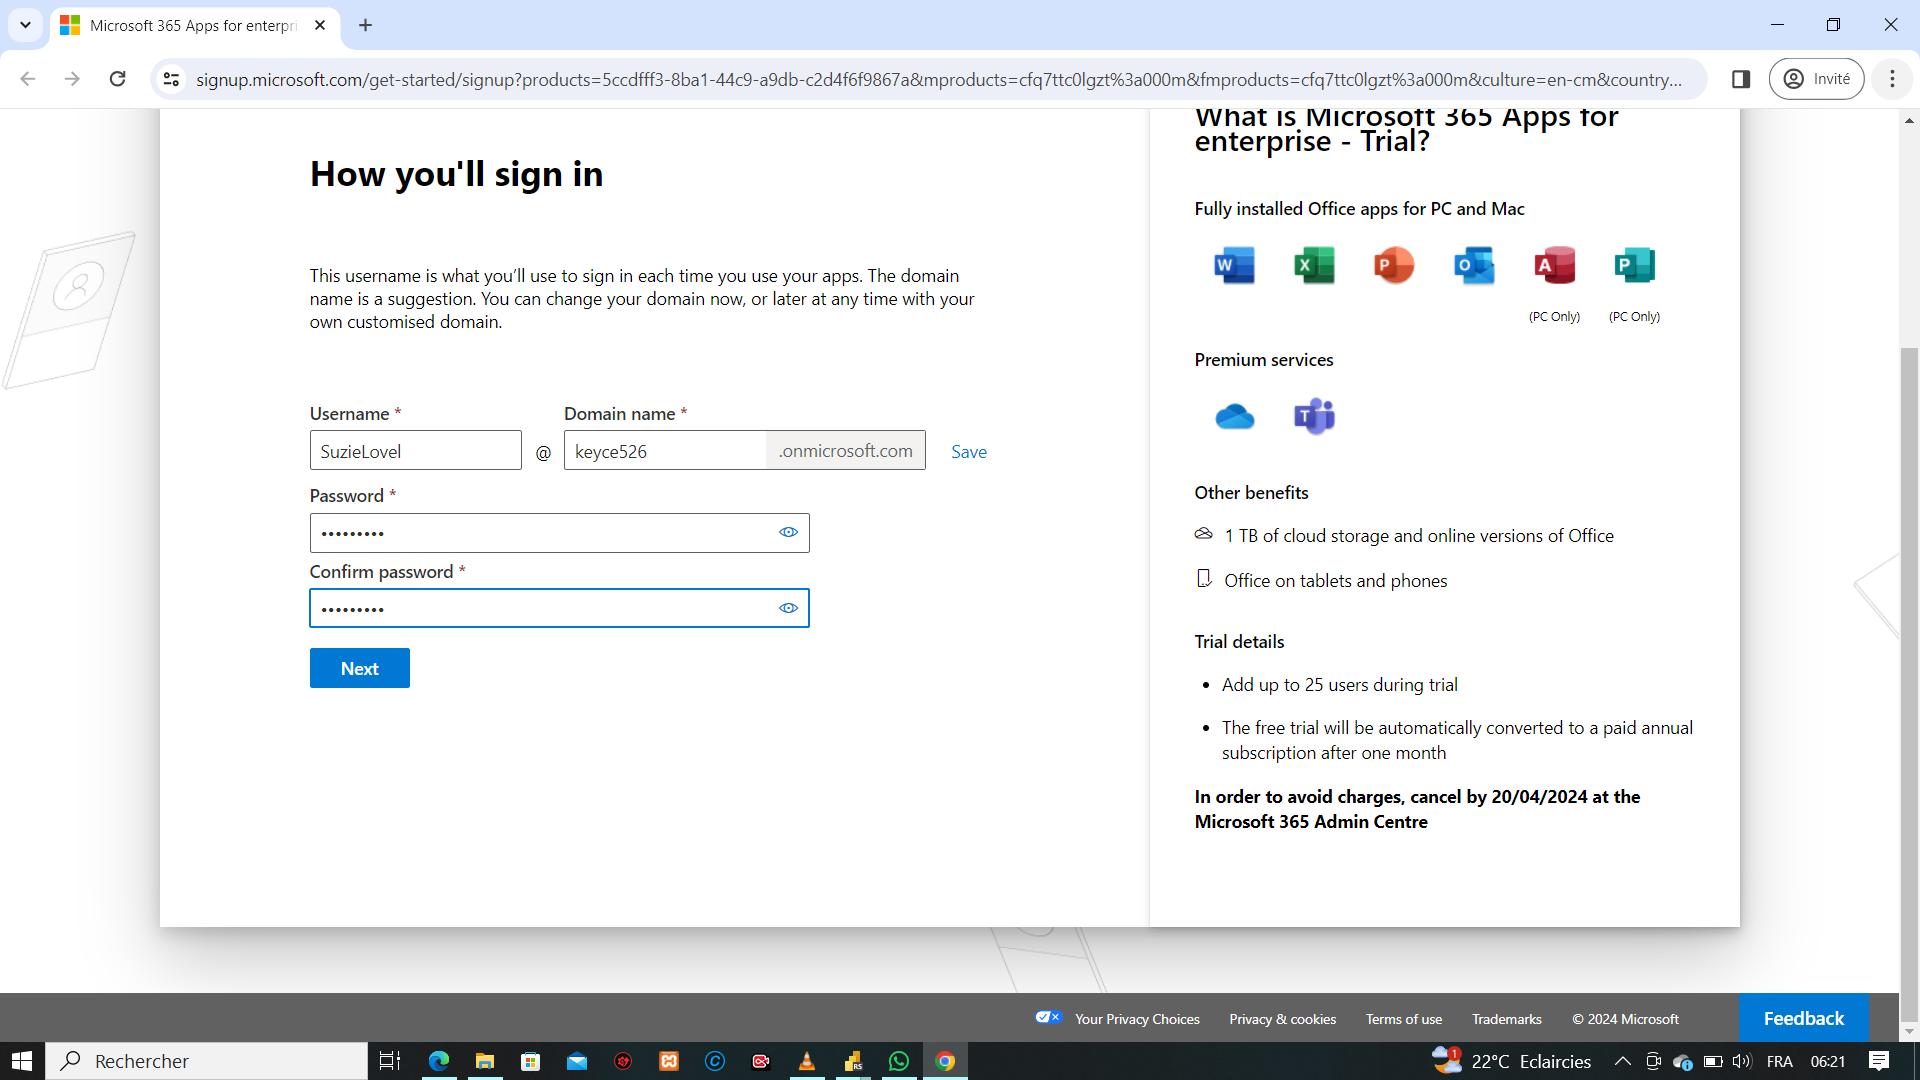 Microsoft 365 Apps for enterpri
signup.microsoft.com/get-started/signup?products=5ccdfff3-8ba1-44c9-a9db-c2d4f6f9867a&mproducts=cfq7ttc0lgzt%3a000m&fmproducts=cfq7ttc0lgzt%3a000m&culture=en-cm&country...
Invité
How you'll sign in
This username is what you’ll use to sign in each time you use your apps. The domain
name is a suggestion. You can change your domain now, or later at any time with your
own customised domain.
Username *
Domain name *
SuzieLovel
@
keyce526
.onmicrosoft.com
Save
Password *
•••••••••
Confirm password *
•••••••••
Next
What is Microsoft 365 Apps for
enterprise - Trial?
Fully installed Office apps for PC and Mac
W
X
P
O
A
P
(PC Only)
(PC Only)
Premium services
T
Other benefits
1 TB of cloud storage and online versions of Office
Office on tablets and phones
Trial details
• Add up to 25 users during trial
• The free trial will be automatically converted to a paid annual
subscription after one month
In order to avoid charges, cancel by 20/04/2024 at the
Microsoft 365 Admin Centre
Your Privacy Choices
Privacy & cookies
Terms of use
Trademarks
© 2024 Microsoft
Feedback
Rechercher
RS
1
22°C Eclaircies
FRA
06:21